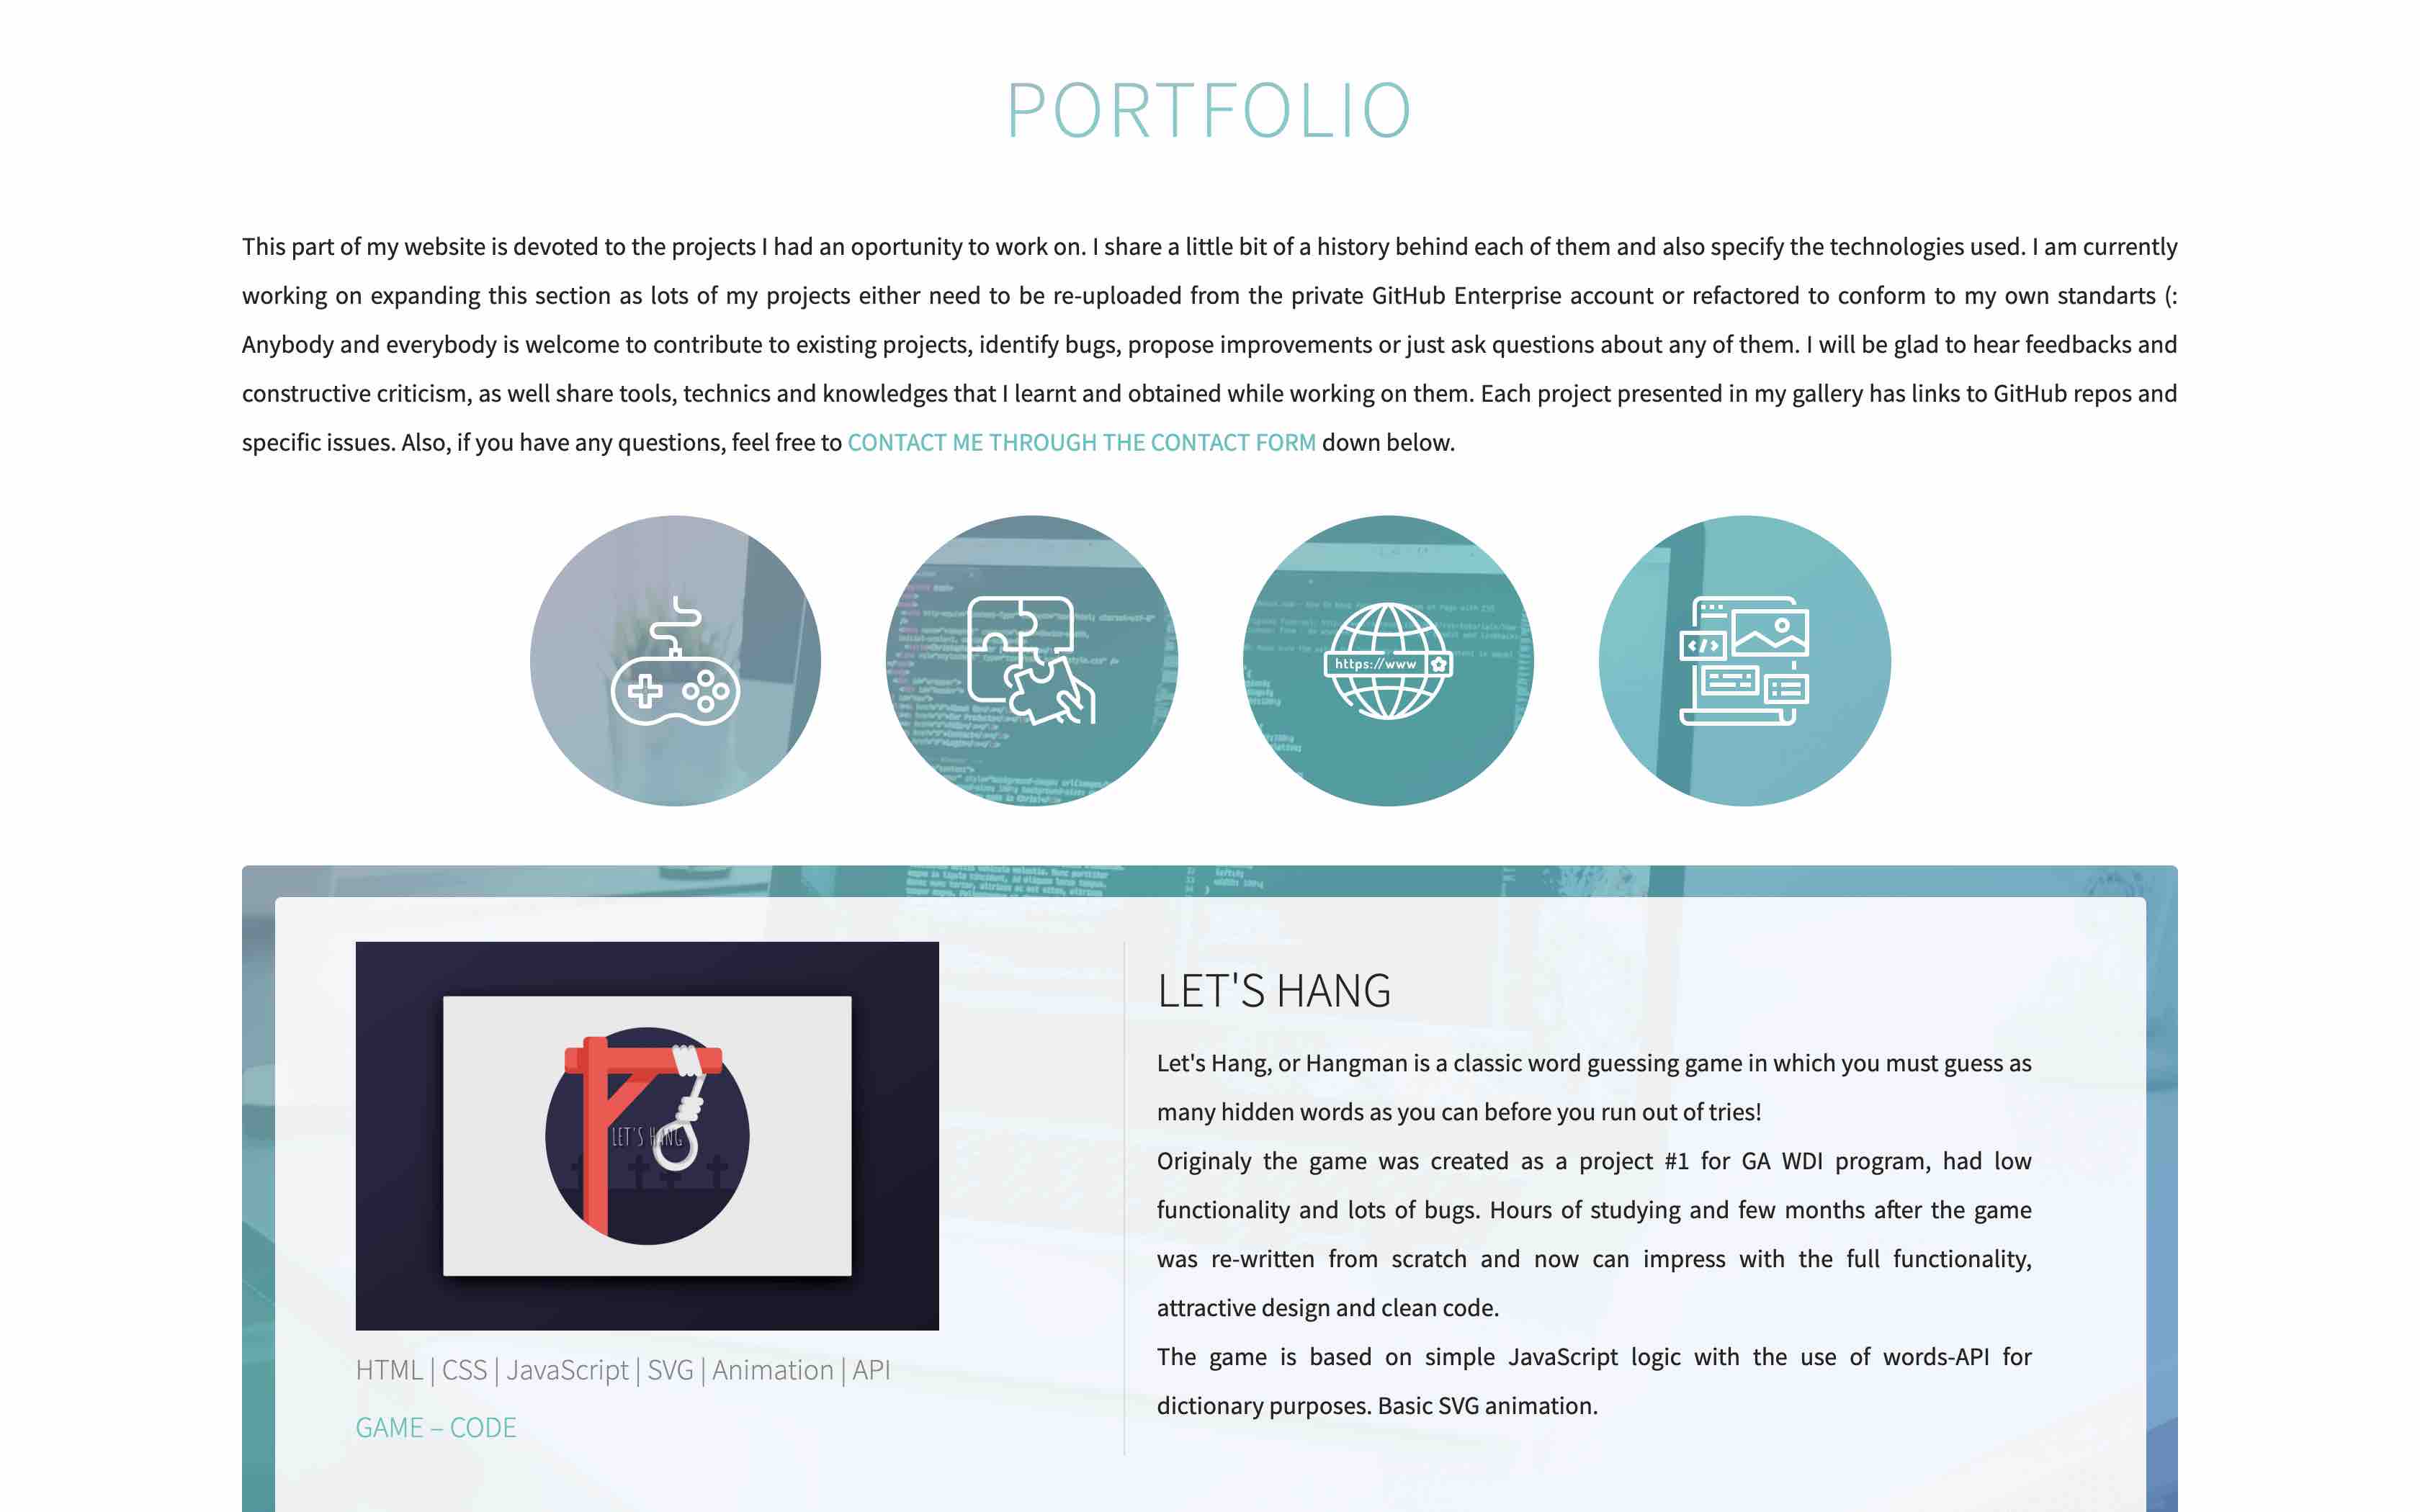 PORTFOLIO
This part of my website is devoted to the projects I had an oportunity to work on. I share a little bit of a history behind each of them and also specify the technologies used. I am currently
working on expanding this section as lots of my projects either need to be re-uploaded from the private GitHub Enterprise account or refactored to conform to my own standarts (:
Anybody and everybody is welcome to contribute to existing projects, identify bugs, propose improvements or just ask questions about any of them. I will be glad to hear feedbacks and
constructive criticism, as well share tools, technics and knowledges that I learnt and obtained while working on them. Each project presented in my gallery has links to GitHub repos and
specific issues. Also, if you have any questions, feel free to CONTACT ME THROUGH THE CONTACT FORM down below.
https://www
</>
LET'S HANG
HTML | CSS | JavaScript | SVG | Animation | API
GAME – CODE
LET'S HANG
Let's Hang, or Hangman is a classic word guessing game in which you must guess as
many hidden words as you can before you run out of tries!
Originaly the game was created as a project #1 for GA WDI program, had low
functionality and lots of bugs. Hours of studying and few months after the game
was re-written from scratch and now can impress with the full functionality,
attractive design and clean code.
The game is based on simple JavaScript logic with the use of words-API for
dictionary purposes. Basic SVG animation.